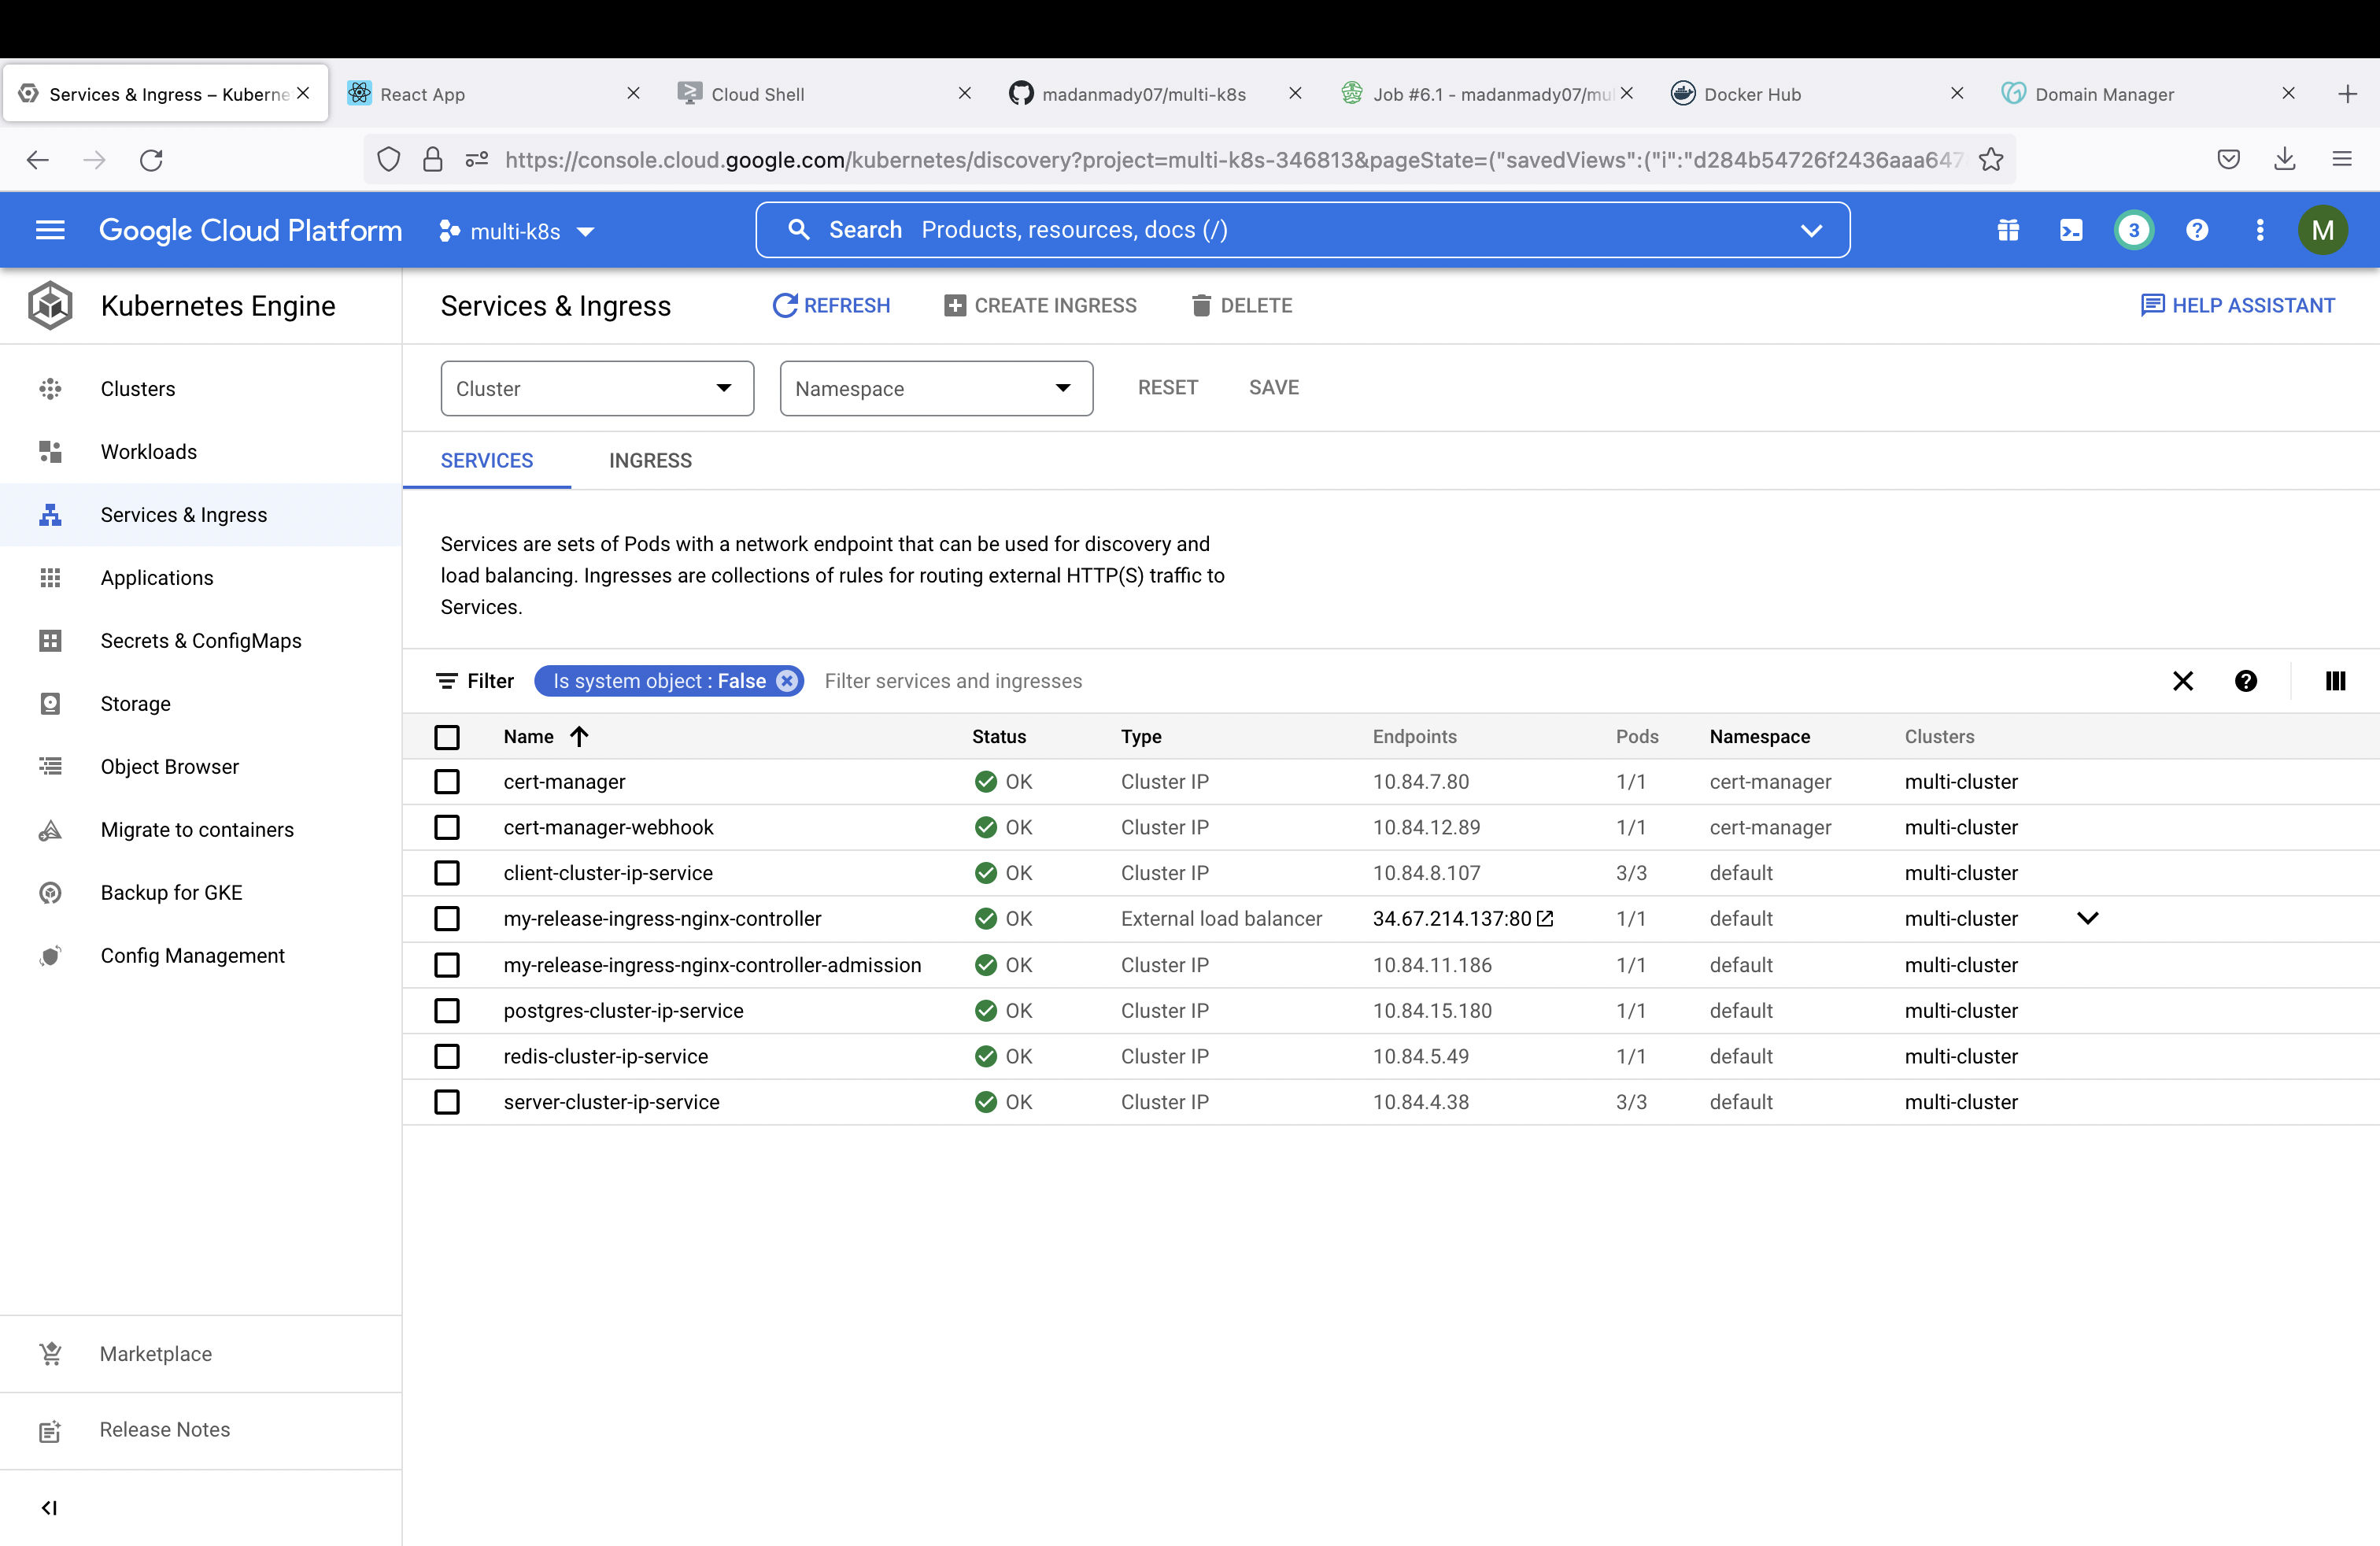 Services & Ingress – Kuberne
React App
Cloud Shell
madanmady07/multi-k8s
Job #6.1 - madanmady07/mul
Docker Hub
Domain Manager
https://console.cloud.google.com/kubernetes/discovery?project=multi-k8s-346813&pageState=("savedViews":("i":"d284b54726f2436aaa647
Google Cloud Platform
multi-k8s
Search Products, resources, docs (/)
3
M
Kubernetes Engine
Services & Ingress
REFRESH
CREATE INGRESS
DELETE
HELP ASSISTANT
Clusters
Workloads
Services & Ingress
Applications
Secrets & ConfigMaps
Storage
Object Browser
Migrate to containers
Backup for GKE
Config Management
Marketplace
Release Notes
Cluster
Namespace
RESET
SAVE
SERVICES
INGRESS
Services are sets of Pods with a network endpoint that can be used for discovery and
load balancing. Ingresses are collections of rules for routing external HTTP(S) traffic to
Services.
Filter Is system object : False Filter services and ingresses
Name Status Type Endpoints Pods Namespace Clusters
cert-manager OK Cluster IP 10.84.7.80 1/1 cert-manager multi-cluster
cert-manager-webhook OK Cluster IP 10.84.12.89 1/1 cert-manager multi-cluster
client-cluster-ip-service OK Cluster IP 10.84.8.107 3/3 default multi-cluster
my-release-ingress-nginx-controller OK External load balancer 34.67.214.137:80 1/1 default multi-cluster
my-release-ingress-nginx-controller-admission OK Cluster IP 10.84.11.186 1/1 default multi-cluster
postgres-cluster-ip-service OK Cluster IP 10.84.15.180 1/1 default multi-cluster
redis-cluster-ip-service OK Cluster IP 10.84.5.49 1/1 default multi-cluster
server-cluster-ip-service OK Cluster IP 10.84.4.38 3/3 default multi-cluster